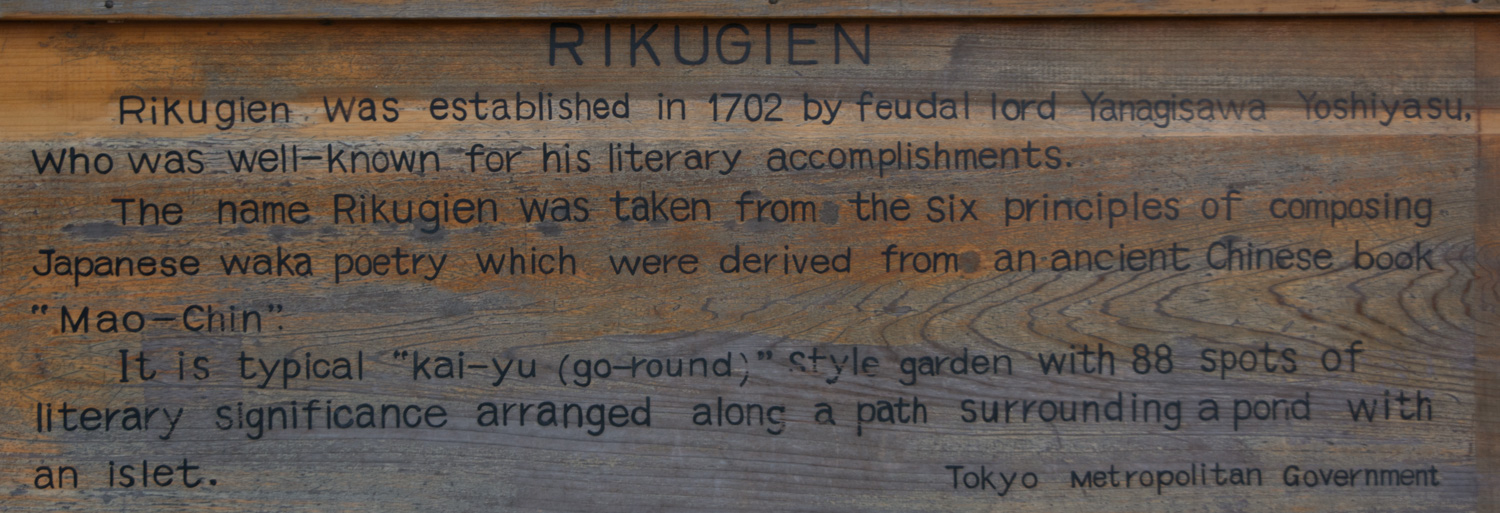 RIKUGIEN
Rikugien was established in 1702 by feudal lord Yanagisawa Yoshiyasu,
who was well-known for his literary accomplishments.
The name Rikugien was taken from the six principles of composing
Japanese waka poetry which were derived from an ancient Chinese book
"Mao-Chin".
It is typical "kai-yu (go-round)" style garden with 88 spots of
literary significance arranged along a path surrounding a pond with
an islet.
Tokyo Metropolitan Government